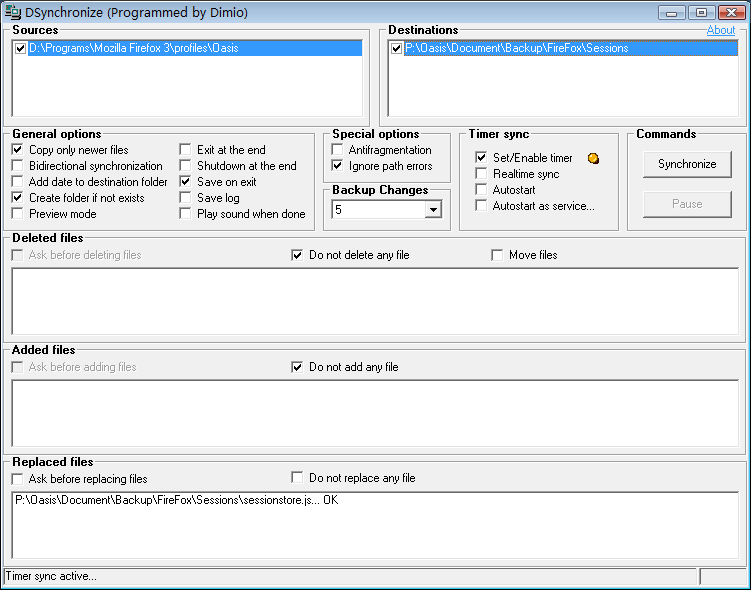 DSynchronize (Programmed by Dimio)
Sources
D:\Programs\Mozilla Firefox 3\profiles\Oasis
Destinations
About
P:\Oasis\Document\Backup\FireFox\Sessions
General options
Copy only newer files
Bidirectional synchronization
Add date to destination folder
Create folder if not exists
Preview mode
Exit at the end
Shutdown at the end
Save on exit
Save log
Play sound when done
Special options
Antifragmentation
Ignore path errors
Backup Changes
5
Timer sync
Set/Enable timer
Realtime sync
Autostart
Autostart as service...
Commands
Synchronize
Pause
Deleted files
Ask before deleting files
Do not delete any file
Move files
Added files
Ask before adding files
Do not add any file
Replaced files
Ask before replacing files
Do not replace any file
P:\Oasis\Document\Backup\FireFox\Sessions\sessionstore.js... OK
Timer sync active...